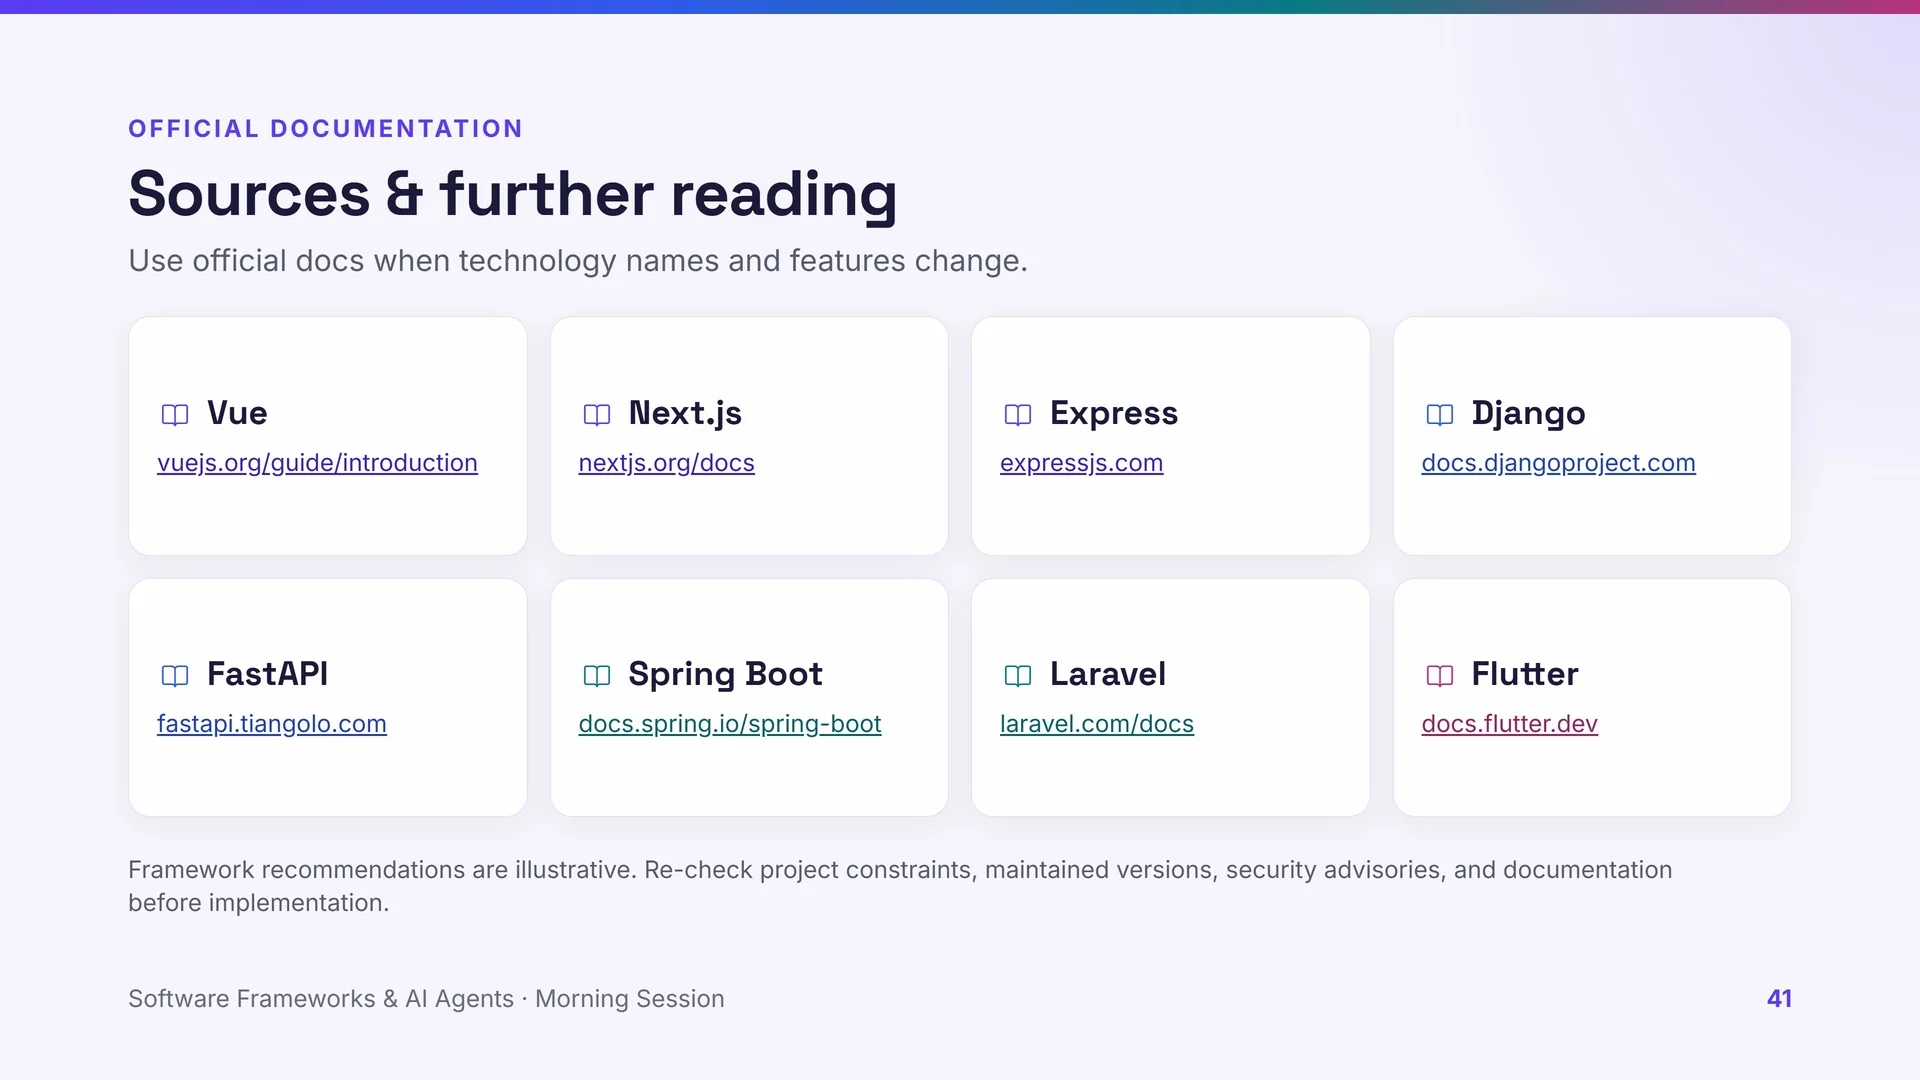 OFFICIAL DOCUMENTATION
Sources & further reading
Use official docs when technology names and features change.
Vue
vuejs.org/guide/introduction
Next.js
nextjs.org/docs
Express
expressjs.com
Django
docs.djangoproject.com
FastAPI
fastapi.tiangolo.com
Spring Boot
docs.spring.io/spring-boot
Laravel
laravel.com/docs
Flutter
docs.flutter.dev
Framework recommendations are illustrative. Re-check project constraints, maintained versions, security advisories, and documentation
before implementation.
Software Frameworks & AI Agents · Morning Session
41